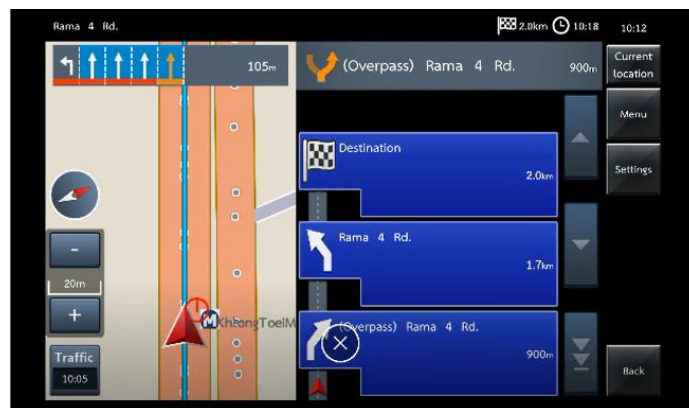 Rama 4 Rd.
2.0km
10:18
10:12
105m
(Overpass) Rama 4 Rd.
900m
Current
location
Menu
Settings
Destination
2.0km
Rama 4 Rd.
1.7km
(Overpass) Rama 4 Rd.
900m
-
20m
+
M
Traffic
10:05
Back